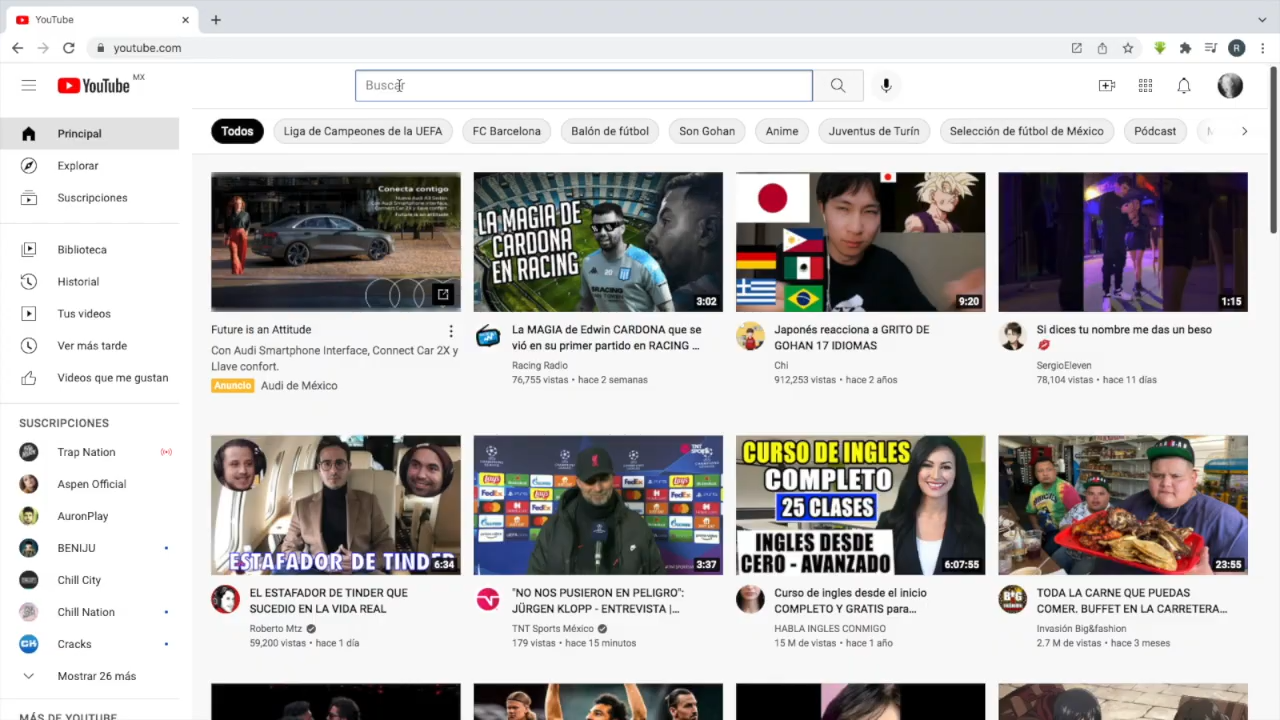 YouTube
youtube.com
R
YouTube MX
Buscar
Principal
Explorar
Suscripciones
Biblioteca
Historial
Tus videos
Ver más tarde
Videos que me gustan
SUSCRIPCIONES
Trap Nation
Aspen Official
AuronPlay
BENIJU
Chill City
Chill Nation
Cracks
Mostrar 26 más
MÁS DE YOUTUBE
Todos
Liga de Campeones de la UEFA
FC Barcelona
Balón de fútbol
Son Gohan
Anime
Juventus de Turín
Selección de fútbol de México
Pódcast
Conecta contigo
Future is an Attitude
Con Audi Smartphone Interface, Connect Car 2X y
Llave confort.
Anuncio Audi de México
LA MAGIA DE
CARDONA
EN RACING
3:02
La MAGIA de Edwin CARDONA que se
vió en su primer partido en RACING ...
Racing Radio
76,755 vistas • hace 2 semanas
9:20
Japonés reacciona a GRITO DE
GOHAN 17 IDIOMAS
Chi
912,253 vistas • hace 2 años
1:15
Si dices tu nombre me das un beso
💋
SergioEleven
78,104 vistas • hace 11 días
ESTAFADOR DE TINDER
6:34
EL ESTAFADOR DE TINDER QUE
SUCEDIO EN LA VIDA REAL
Roberto Mtz
59,200 vistas • hace 1 día
TNT SPORTS
3:37
"NO NOS PUSIERON EN PELIGRO":
JÜRGEN KLOPP - ENTREVISTA |...
TNT Sports México
179 vistas • hace 15 minutos
CURSO DE INGLES
COMPLETO
25 CLASES
INGLES DESDE
CERO - AVANZADO
6:07:55
Curso de ingles desde el inicio
COMPLETO Y GRATIS para...
HABLA INGLES CONMIGO
15 M de vistas • hace 1 año
23:55
TODA LA CARNE QUE PUEDAS
COMER. BUFFET EN LA CARRETERA...
Invasión Big&fashion
2.7 M de vistas • hace 3 meses